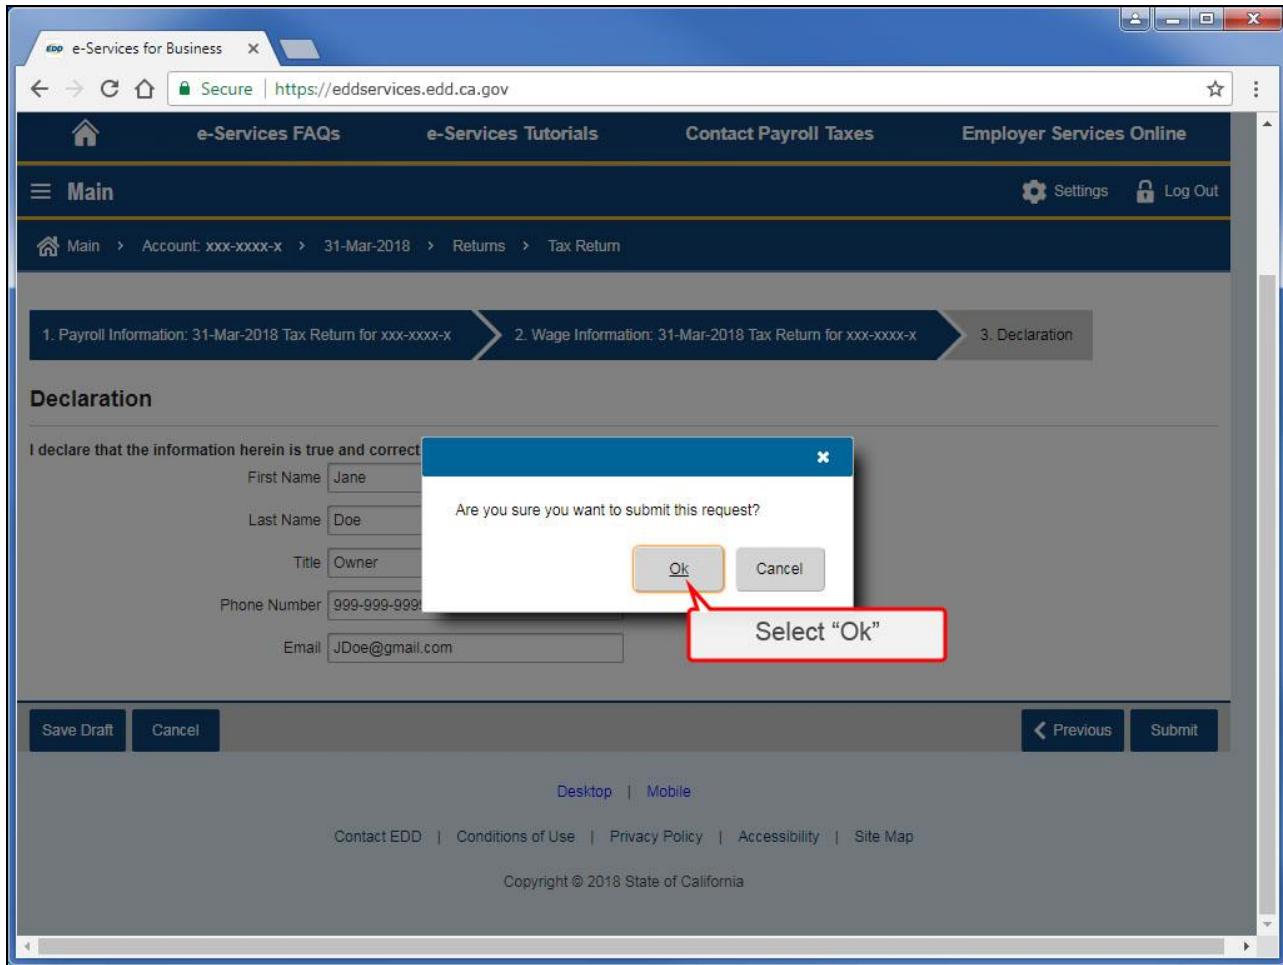 EDD e-Services for Business
Secure | https://eddservices.edd.ca.gov
e-Services FAQs e-Services Tutorials Contact Payroll Taxes Employer Services Online
Main Settings Log Out
Main > Account: xxx-xxxx-x > 31-Mar-2018 > Returns > Tax Return
1. Payroll Information: 31-Mar-2018 Tax Return for xxx-xxxx-x 2. Wage Information: 31-Mar-2018 Tax Return for xxx-xxxx-x 3. Declaration
Declaration
I declare that the information herein is true and correct
First Name Jane
Last Name Doe
Title Owner
Phone Number 999-999-999
Email JDoe@gmail.com
Are you sure you want to submit this request?
Ok Cancel
Select “Ok”
Save Draft Cancel Previous Submit
Desktop | Mobile
Contact EDD | Conditions of Use | Privacy Policy | Accessibility | Site Map
Copyright © 2018 State of California